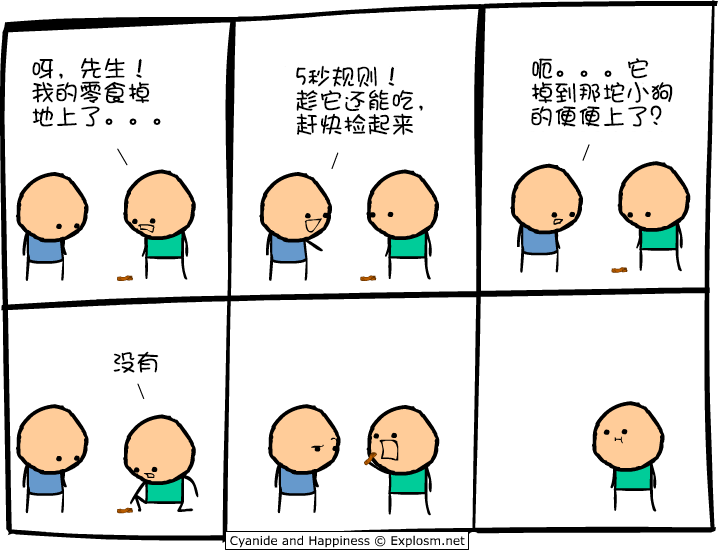 呀，先生！
我的零食掉
地上了。。。
5秒规则！
趁它还能吃，
赶快捡起来
呃。。。它
掉到那坨小狗
的便便上了？
没有
Cyanide and Happiness © Explosm.net